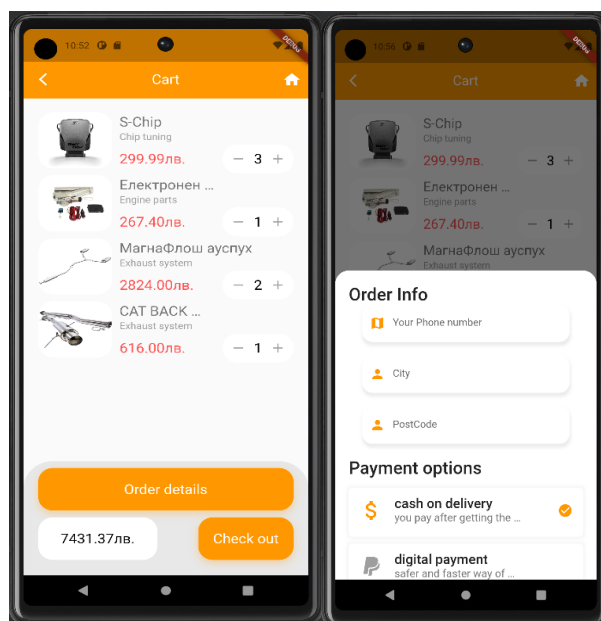 10:52
DEBUG
Cart
S-Chip
Chip tuning
299.99лв.
− 3 +
Електронен ...
Engine parts
267.40лв.
− 1 +
МагнаФлош ауспух
Exhaust system
2824.00лв.
− 2 +
CAT BACK ...
Exhaust system
616.00лв.
− 1 +
Order details
7431.37лв.
Check out
10:56
DEBUG
Cart
S-Chip
Chip tuning
299.99лв.
− 3 +
Електронен ...
Engine parts
267.40лв.
− 1 +
МагнаФлош ауспух
Exhaust system
Order Info
Your Phone number
City
PostCode
Payment options
cash on delivery
you pay after getting the ...
digital payment
safer and faster way of ...